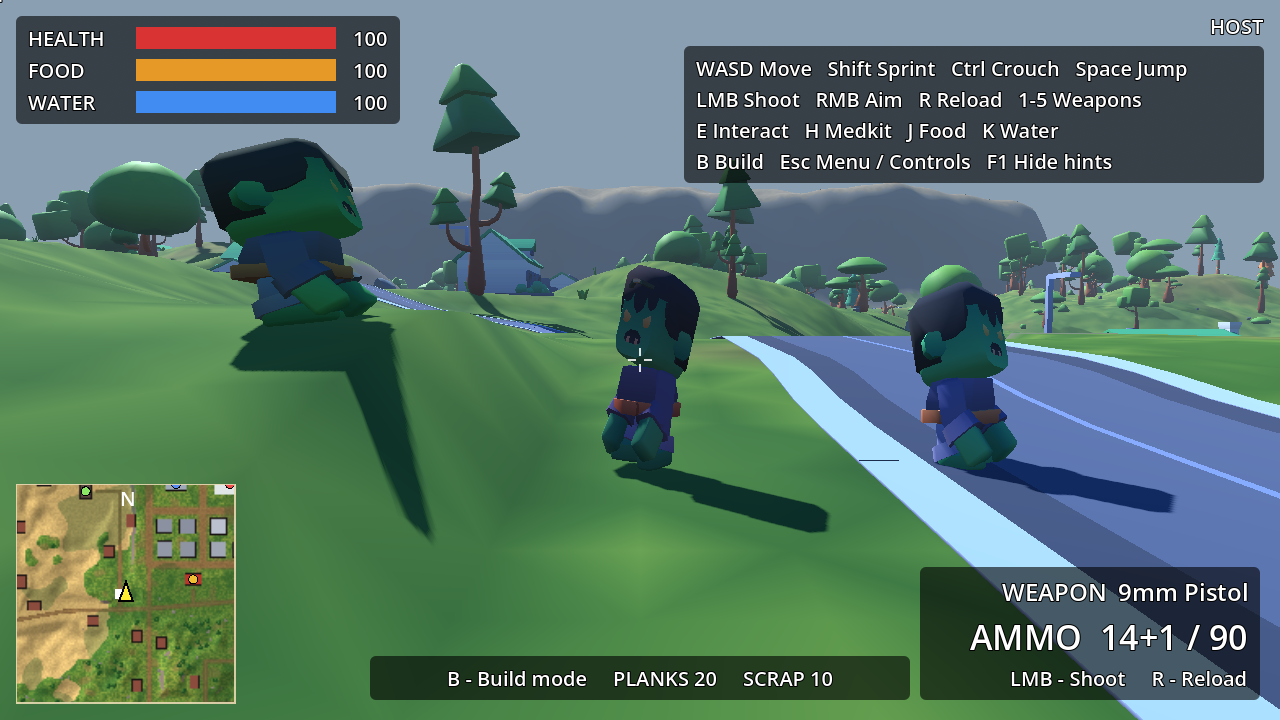 HEALTH 100
FOOD 100
WATER 100
HOST
WASD Move Shift Sprint Ctrl Crouch Space Jump
LMB Shoot RMB Aim R Reload 1-5 Weapons
E Interact H Medkit J Food K Water
B Build Esc Menu / Controls F1 Hide hints
N
WEAPON 9mm Pistol
AMMO 14+1 / 90
LMB - Shoot R - Reload
B - Build mode PLANKS 20 SCRAP 10